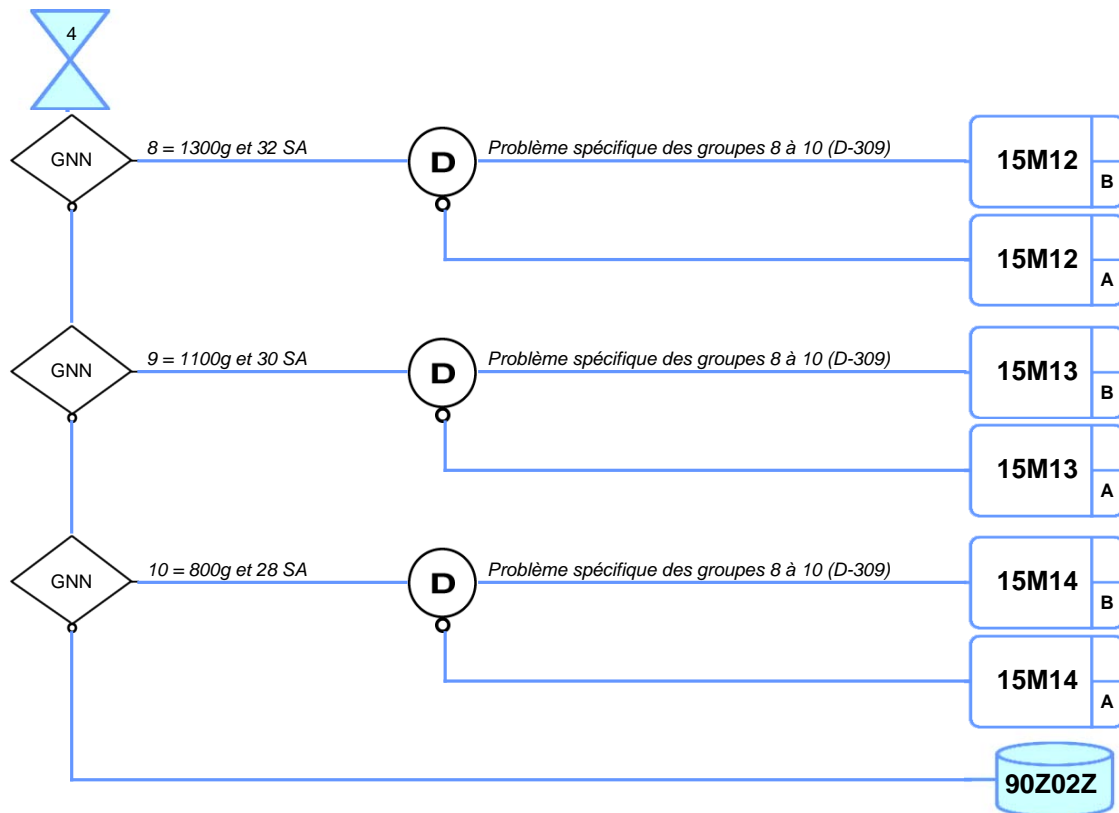 4
GNN
8 = 1300g et 32 SA
D
Problème spécifique des groupes 8 à 10 (D-309)
15M12
B
15M12
A
GNN
9 = 1100g et 30 SA
D
Problème spécifique des groupes 8 à 10 (D-309)
15M13
B
15M13
A
GNN
10 = 800g et 28 SA
D
Problème spécifique des groupes 8 à 10 (D-309)
15M14
B
15M14
A
90Z02Z